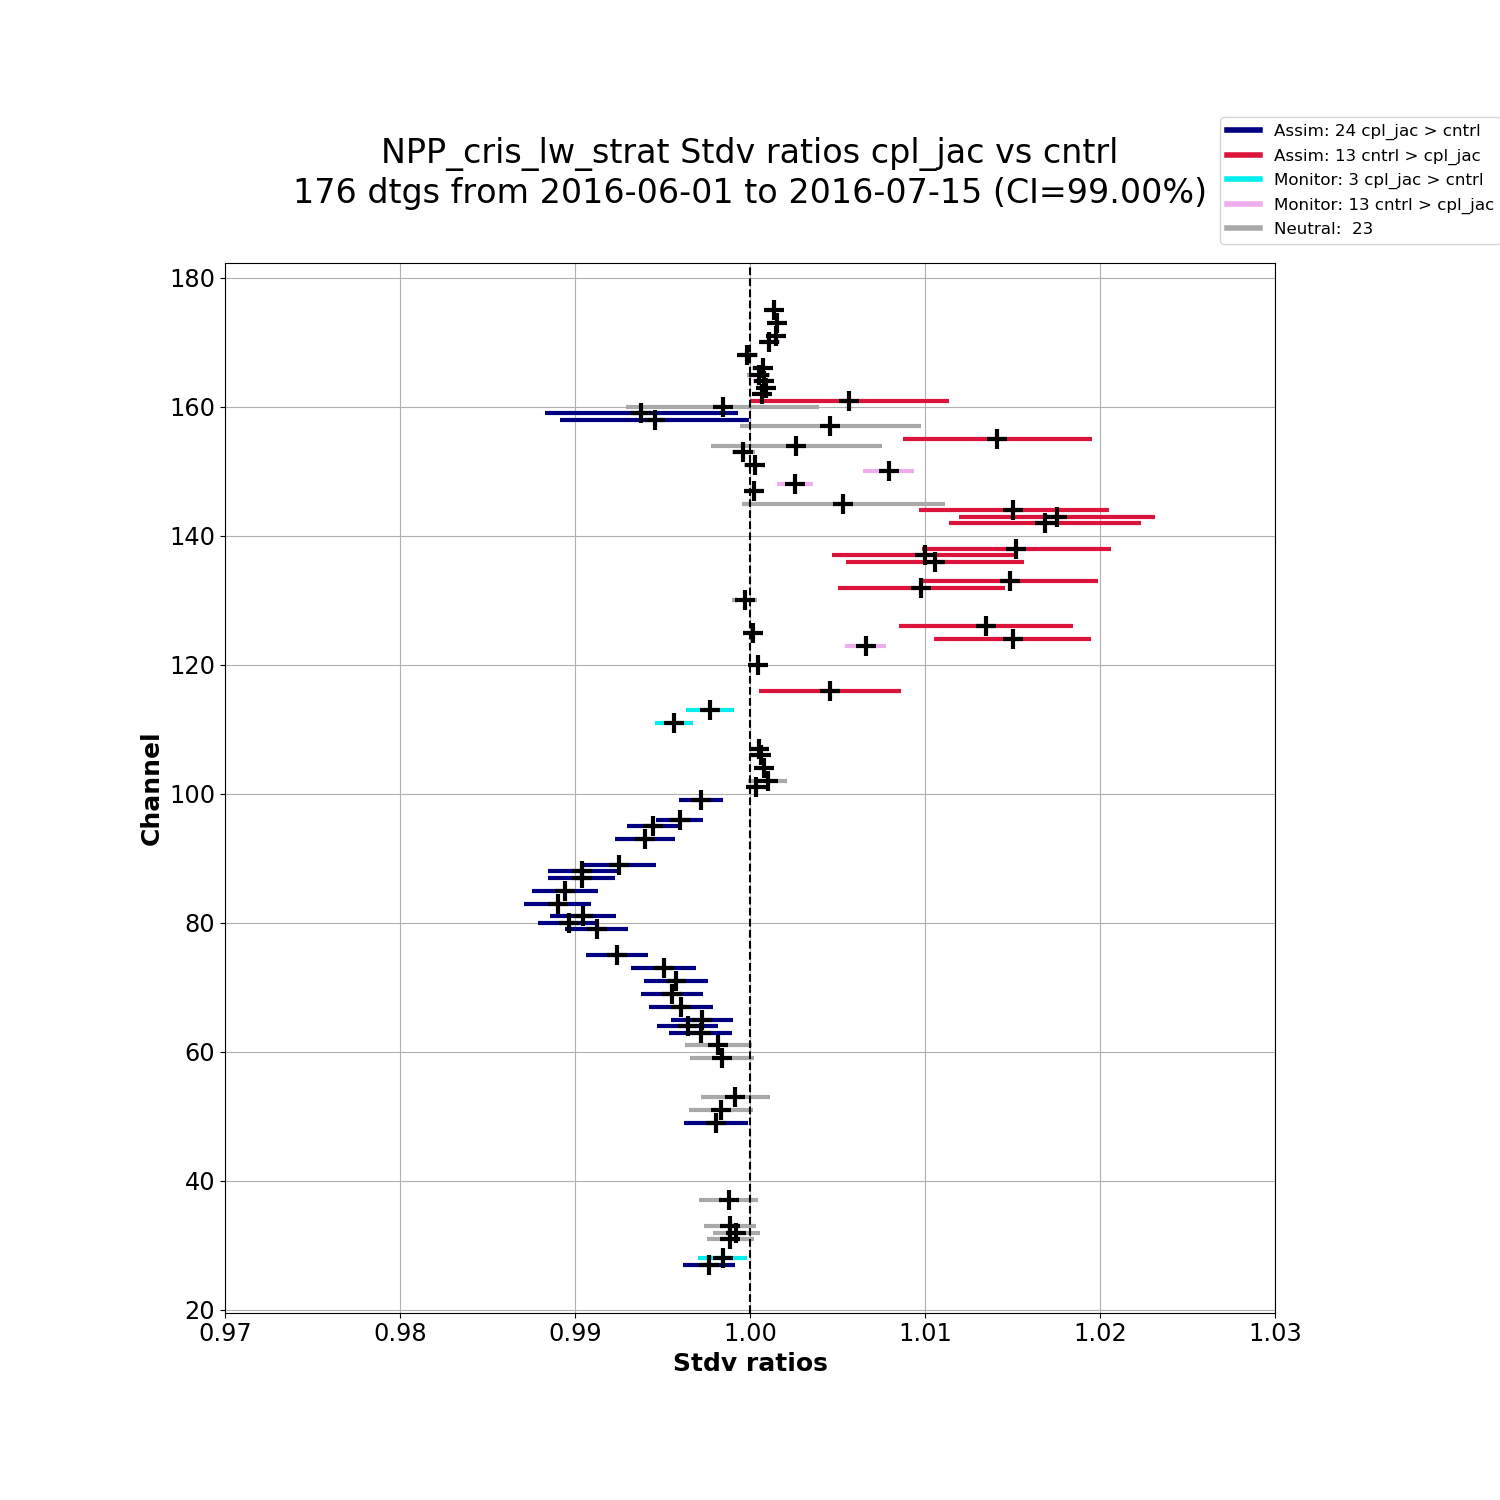 NPP_cris_lw_strat Stdv ratios cpl_jac vs cntrl
176 dtgs from 2016-06-01 to 2016-07-15 (CI=99.00%)
Assim: 24 cpl_jac > cntrl
Assim: 13 cntrl > cpl_jac
Monitor: 3 cpl_jac > cntrl
Monitor: 13 cntrl > cpl_jac
Neutral:  23
180
160
140
120
100
80
60
40
20
Channel
0.97 0.98 0.99 1.00 1.01 1.02 1.03
Stdv ratios